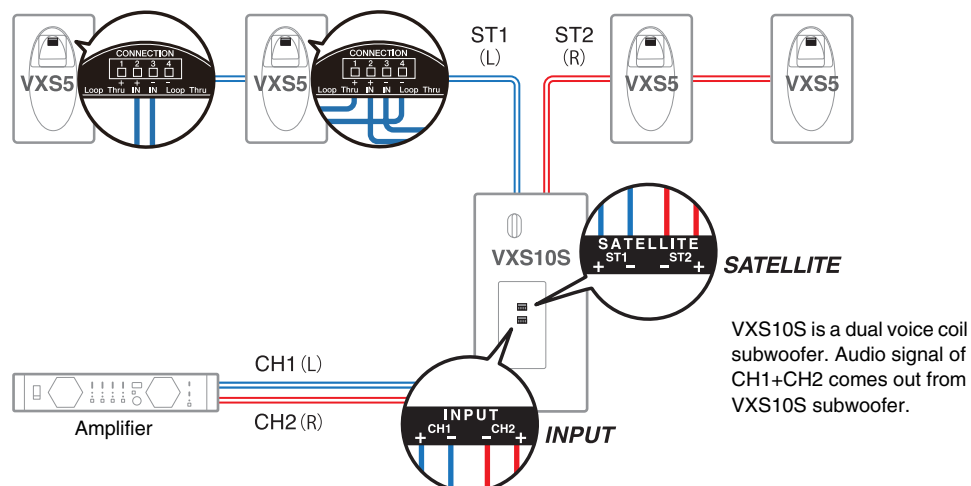 CONNECTION
1 2 3 4
+ + - -
Loop Thru IN IN Loop Thru
VXS5
CONNECTION
1 2 3 4
+ + - -
Loop Thru IN IN Loop Thru
VXS5
ST1
(L)
ST2
(R)
VXS5
VXS5
VXS10S
SATELLITE
ST1 ST2
+ - - +
SATELLITE
VXS10S is a dual voice coil
subwoofer. Audio signal of
CH1+CH2 comes out from
VXS10S subwoofer.
CH1 (L)
CH2 (R)
Amplifier
INPUT
+ CH1 - - CH2 +
INPUT